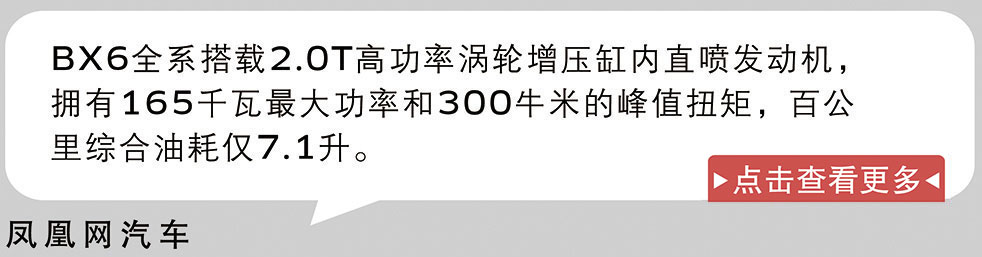 BX6全系搭载2.0T高功率涡轮增压缸内直喷发动机，
拥有165千瓦最大功率和300牛米的峰值扭矩，百公
里综合油耗仅7.1升。
点击查看更多
凤凰网汽车